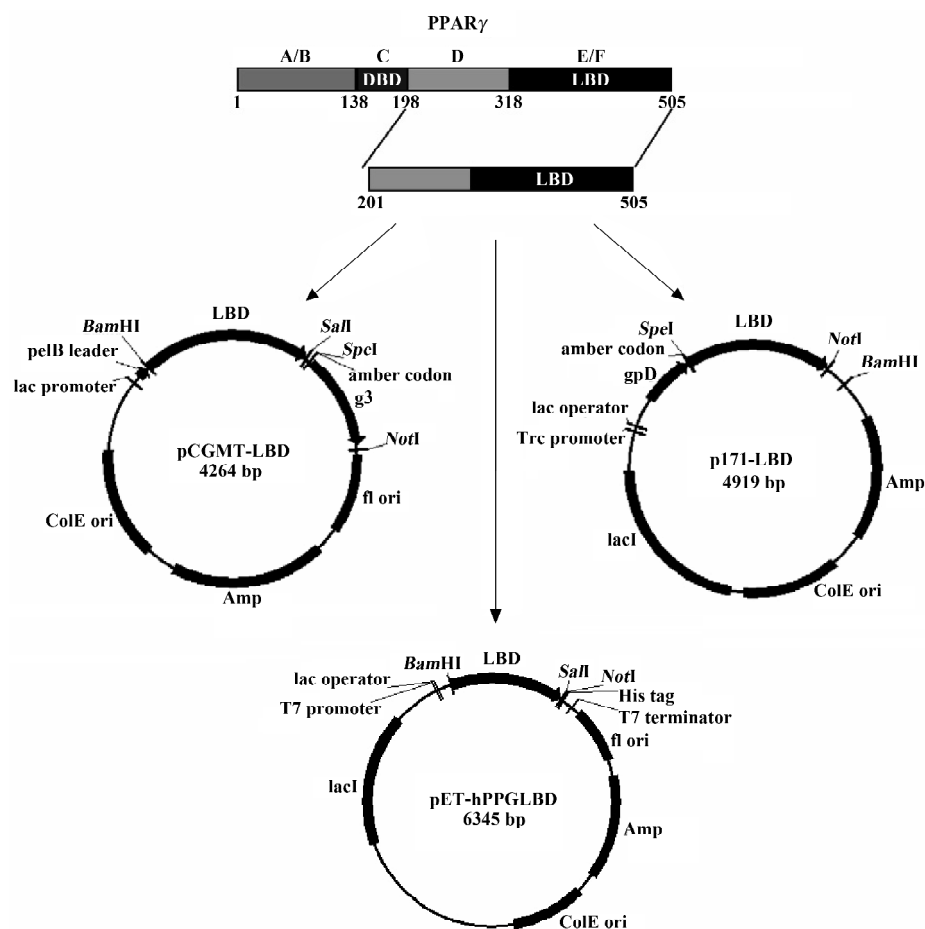 PPARγ
A/B C D E/F
DBD LBD
1 138 198 318 505
LBD
201 505
LBD
BamHI
SalI
pelB leader
SpcI
lac promoter
amber codon
g3
NotI
pCGMT-LBD
4264 bp
fl ori
ColE ori
Amp
LBD
SpeI
NotI
amber codon
BamHI
gpD
lac operator
Trc promoter
p171-LBD
4919 bp
Amp
lacI
ColE ori
LBD
BamHI
SalI
NotI
lac operator
His tag
T7 promoter
T7 terminator
fl ori
lacI
pET-hPPGLBD
6345 bp
Amp
ColE ori